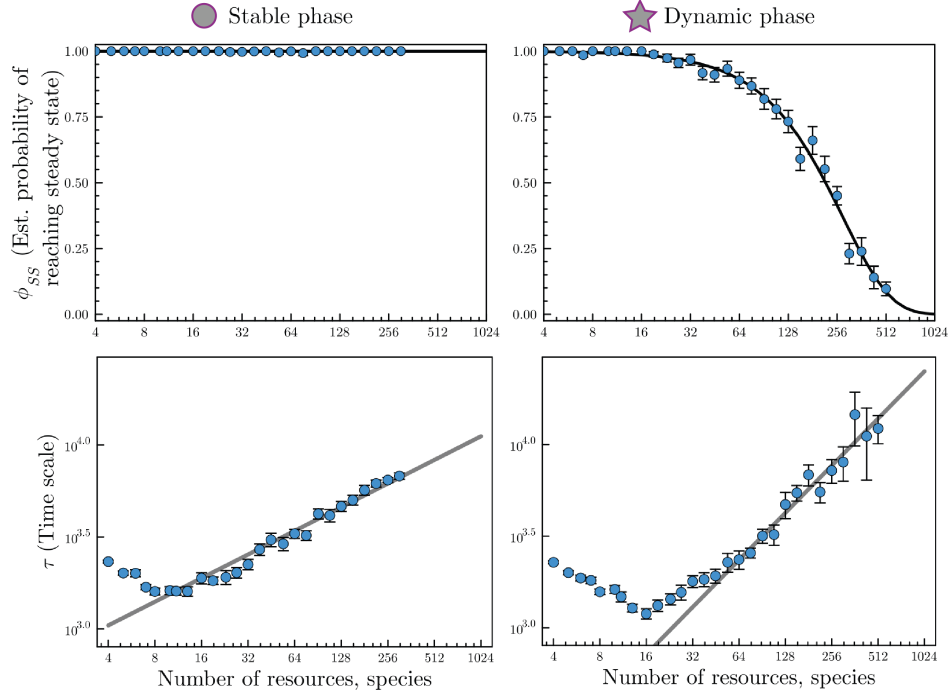 Stable phase
Dynamic phase
ϕSS (Est. probability of
reaching steady state)
1.00
0.75
0.50
0.25
0.00
4 8 16 32 64 128 256 512 1024
1.00
0.75
0.50
0.25
0.00
4 8 16 32 64 128 256 512 1024
τ (Time scale)
10^4.0
10^3.5
10^3.0
4 8 16 32 64 128 256 512 1024
Number of resources, species
10^4.0
10^3.5
10^3.0
4 8 16 32 64 128 256 512 1024
Number of resources, species